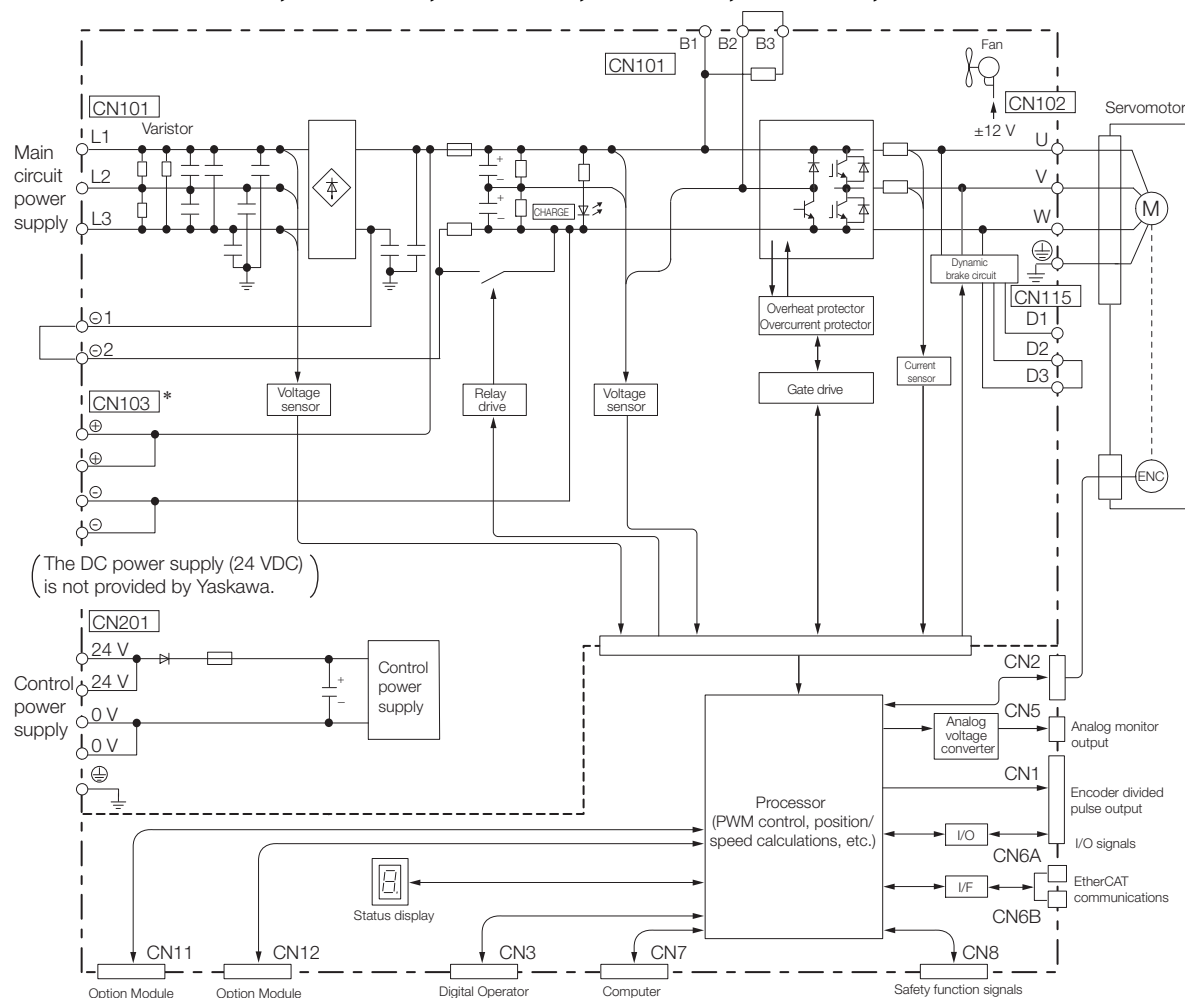 B1
B2
B3
CN101
Fan
±12 V
CN102
Servomotor
CN101
Varistor
Main
circuit
power
supply
L1
L2
L3
U
V
W
M
CHARGE
+
–
+
–
Dynamic
brake circuit
CN115
D1
D2
D3
Overheat protector
Overcurrent protector
Gate drive
Current
sensor
⊖1
⊖2
Voltage
sensor
Relay
drive
Voltage
sensor
CN103 *
⊕
⊕
⊖
⊖
ENC
(The DC power supply (24 VDC)
is not provided by Yaskawa.)
CN201
Control
power
supply
24 V
24 V
0 V
0 V
+
–
Control
power
supply
CN2
CN5
Analog
voltage
converter
Analog monitor
output
CN1
Encoder divided
pulse output
Processor
(PWM control, position/
speed calculations, etc.)
I/O
I/O signals
CN6A
I/F
EtherCAT
communications
CN6B
8.
Status display
CN11
CN12
CN3
CN7
CN8
Option Module
Option Module
Digital Operator
Computer
Safety function signals